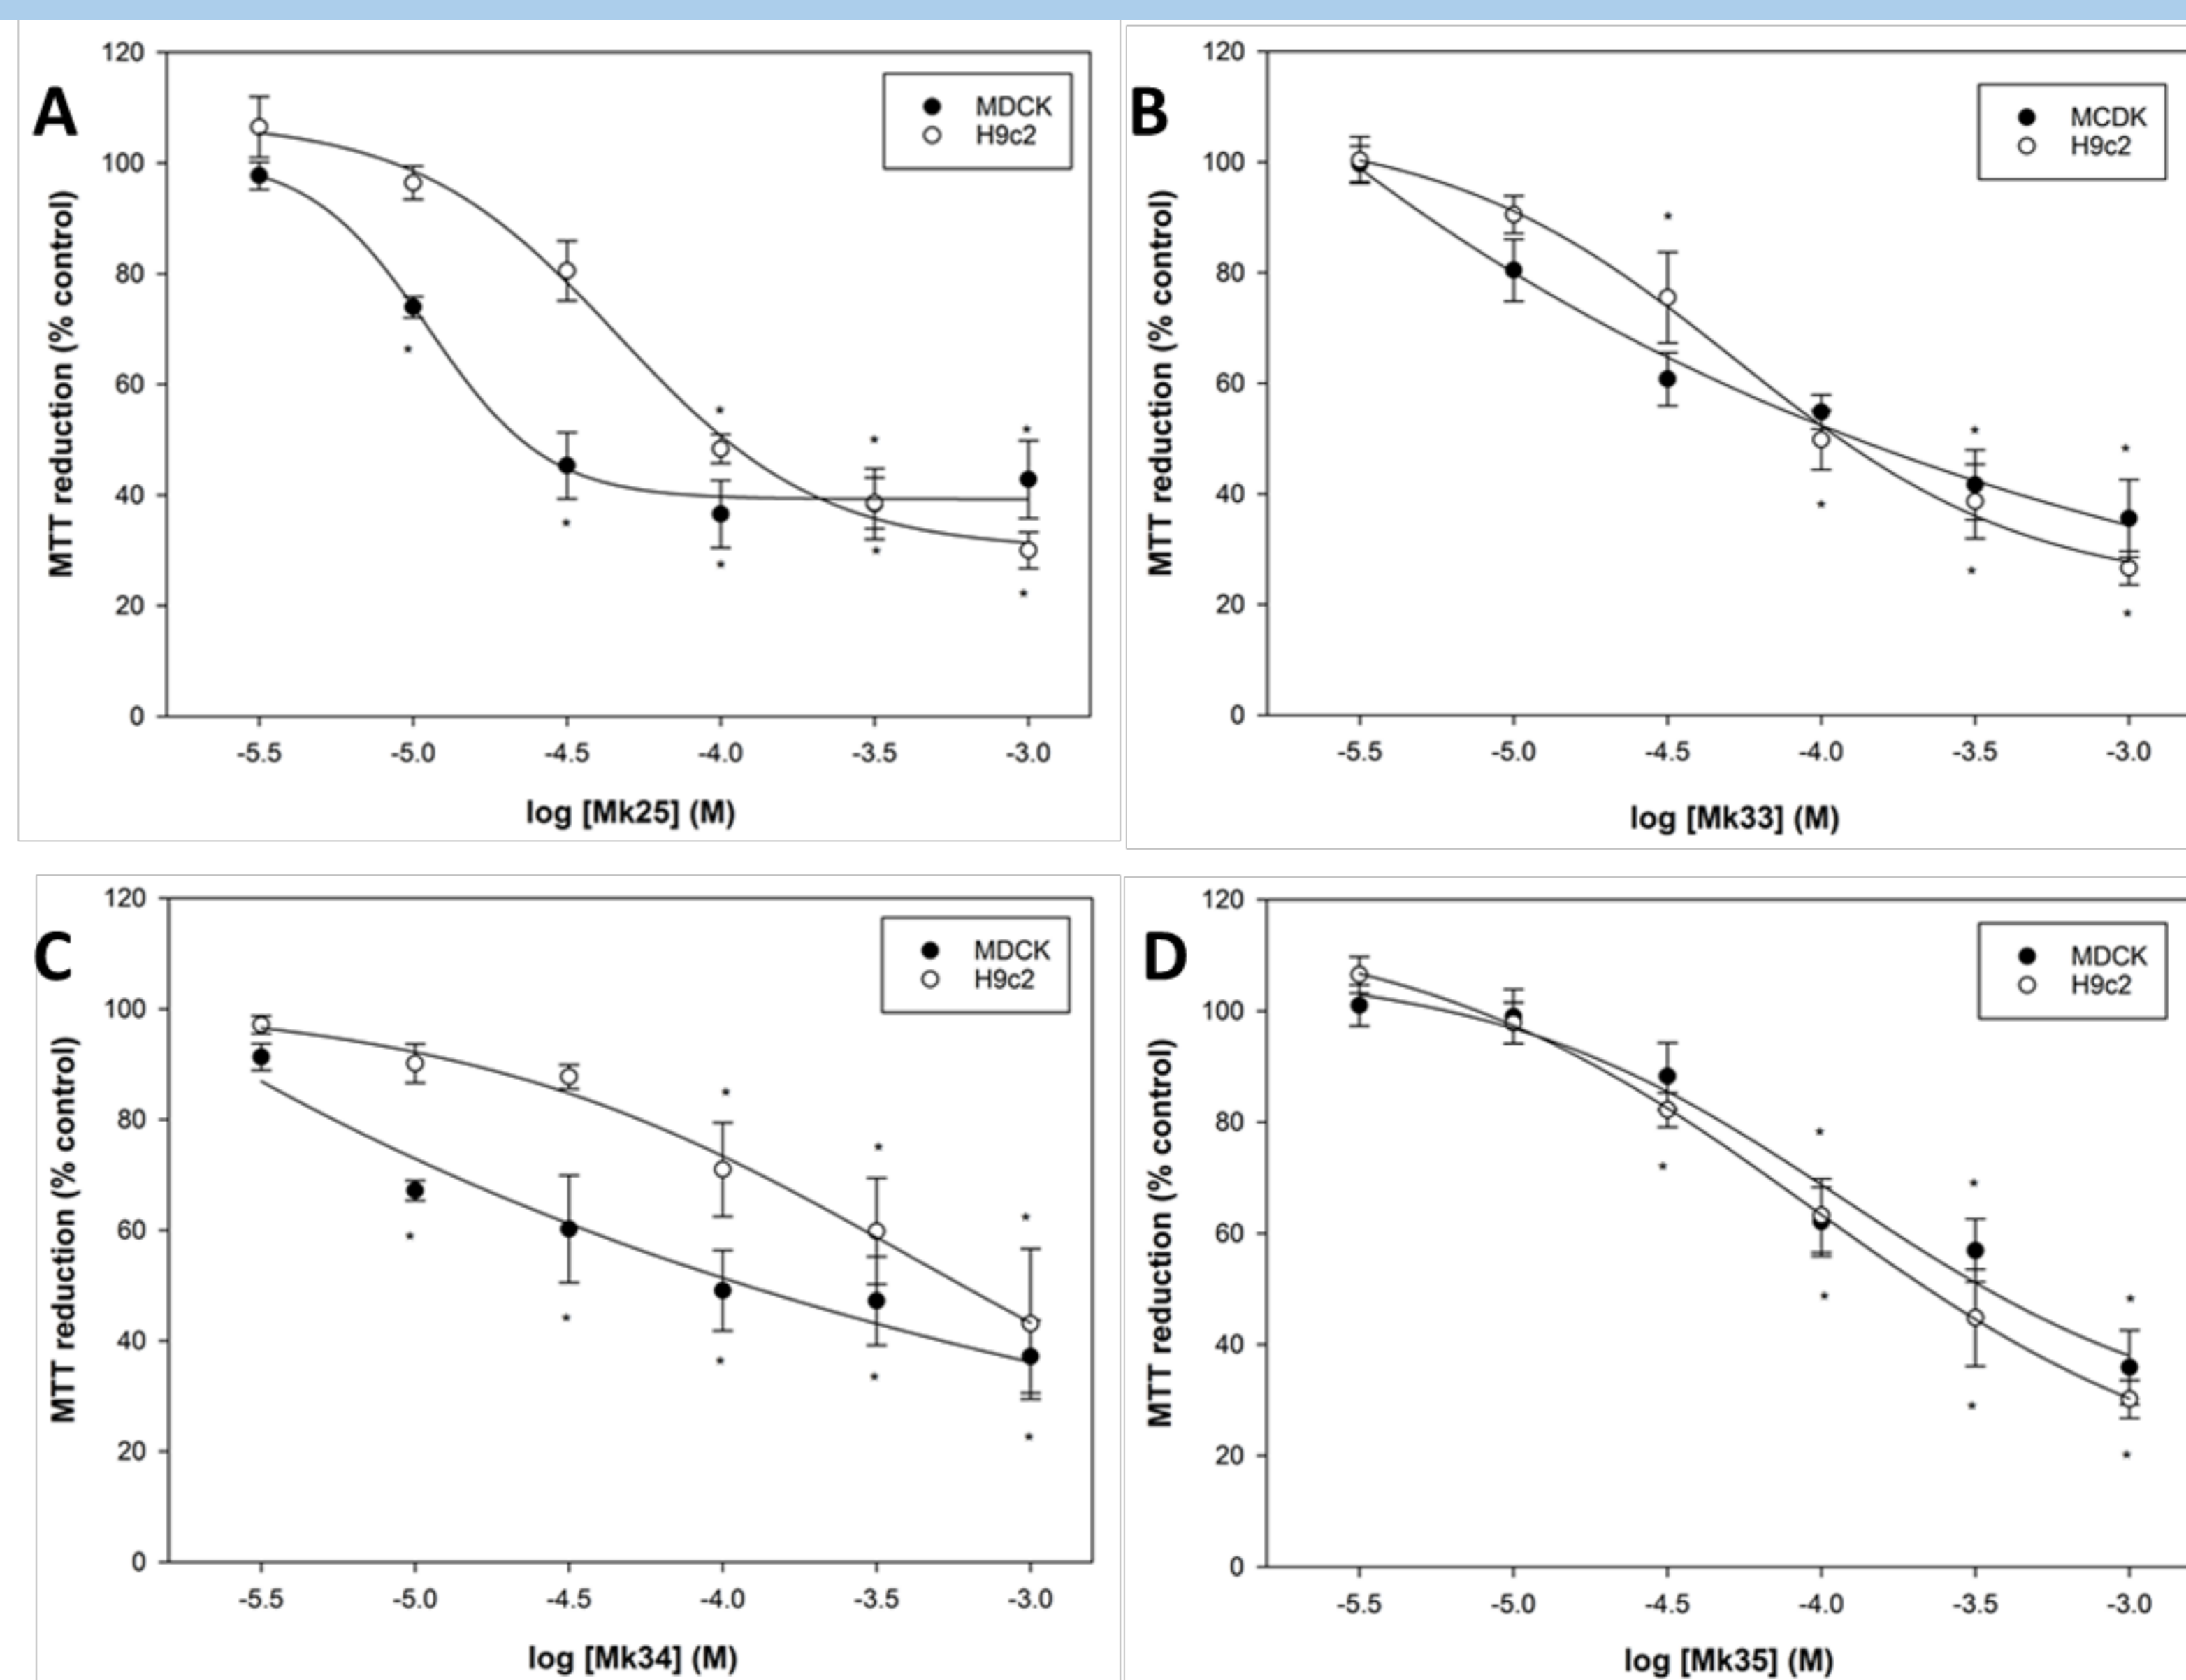 A
MTT reduction (% control)
120
100
80
60
40
20
0
-5.5 -5.0 -4.5 -4.0 -3.5 -3.0
log [Mk25] (M)
MDCK
H9c2
* * * * * * * *
B
MTT reduction (% control)
120
100
80
60
40
20
0
-5.5 -5.0 -4.5 -4.0 -3.5 -3.0
log [Mk33] (M)
MCDK
H9c2
* * * * * *
C
MTT reduction (% control)
120
100
80
60
40
20
0
-5.5 -5.0 -4.5 -4.0 -3.5 -3.0
log [Mk34] (M)
MDCK
H9c2
* * * * * * * *
D
MTT reduction (% control)
120
100
80
60
40
20
0
-5.5 -5.0 -4.5 -4.0 -3.5 -3.0
log [Mk35] (M)
MDCK
H9c2
* * * * * * *